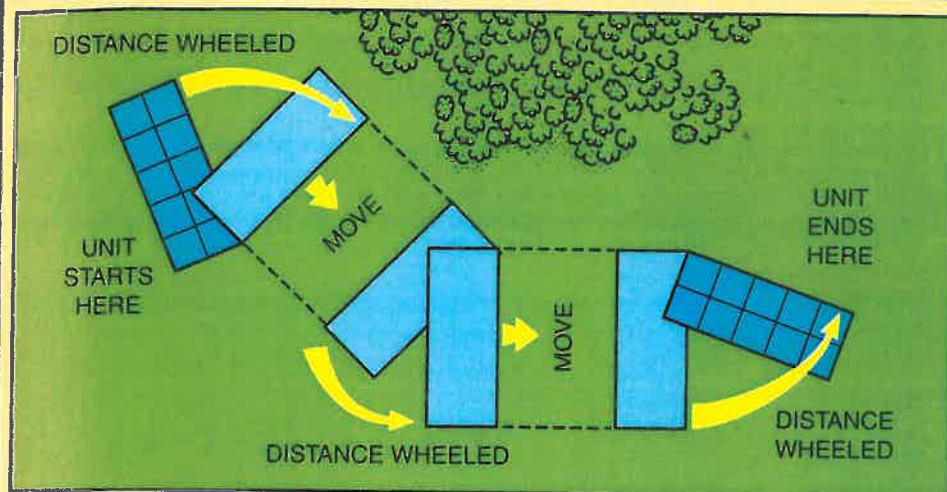 DISTANCE WHEELED
UNIT
STARTS
HERE
MOVE
DISTANCE WHEELED
MOVE
UNIT
ENDS
HERE
DISTANCE
WHEELED